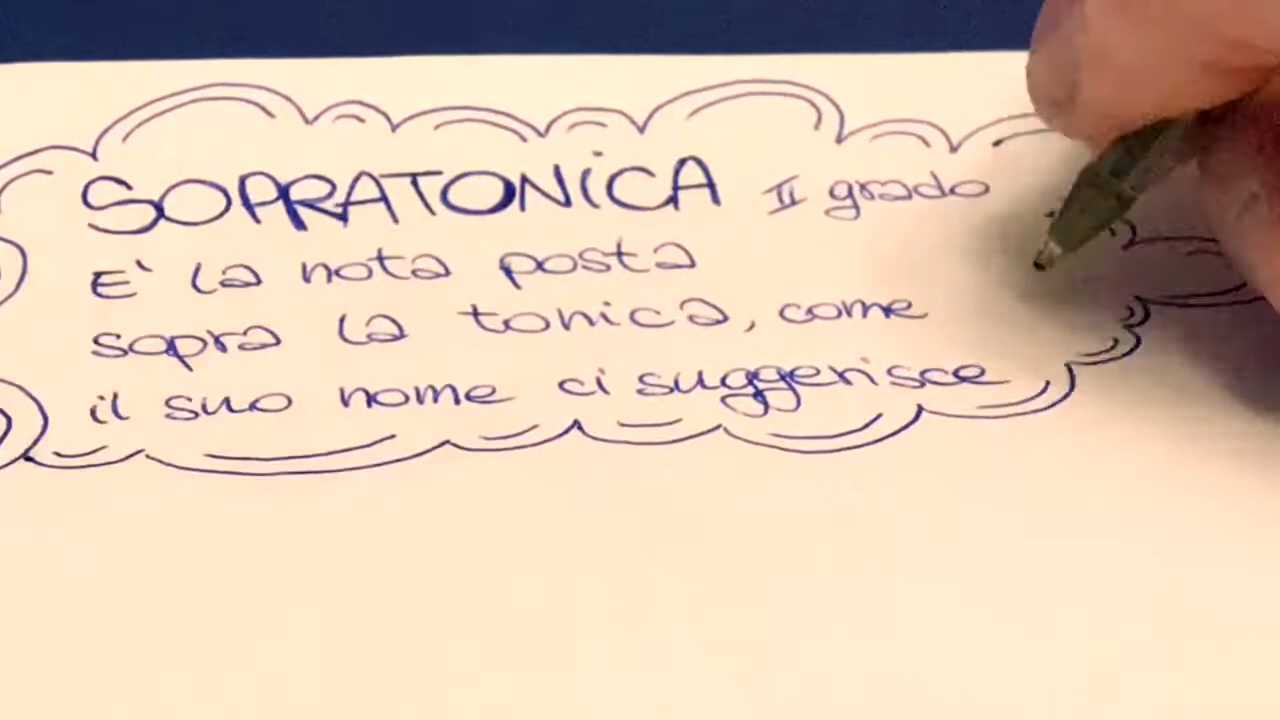 SOPRATONiCA II grado
E' la nota posta
sopra la tonica, come
il suo nome ci suggerisce